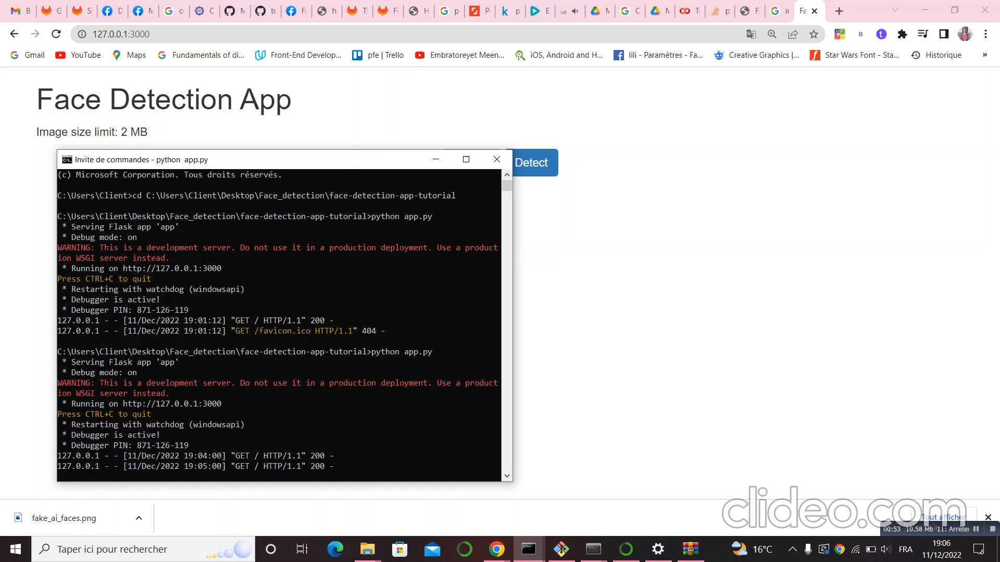 B G S D M G c C M te F h T Fi H G p P k p E M G C M T p F G in Fa
127.0.0.1:3000
Gmail YouTube Maps Fundamentals of di... Front-End Develop... pfe | Trello Embratoreyet Meen... iOS, Android and H... lili - Paramètres - Fa... Creative Graphics |... Star Wars Font - Sta... Historique »
Face Detection App
Image size limit: 2 MB
Detect
Invite de commandes - python  app.py
(c) Microsoft Corporation. Tous droits réservés.
C:\Users\Client>cd C:\Users\Client\Desktop\Face_detection\face-detection-app-tutorial
C:\Users\Client\Desktop\Face_detection\face-detection-app-tutorial>python app.py
* Serving Flask app 'app'
* Debug mode: on
WARNING: This is a development server. Do not use it in a production deployment. Use a product
ion WSGI server instead.
* Running on http://127.0.0.1:3000
Press CTRL+C to quit
* Restarting with watchdog (windowsapi)
* Debugger is active!
* Debugger PIN: 871-126-119
127.0.0.1 - - [11/Dec/2022 19:01:12] "GET / HTTP/1.1" 200 -
127.0.0.1 - - [11/Dec/2022 19:01:12] "GET /favicon.ico HTTP/1.1" 404 -
C:\Users\Client\Desktop\Face_detection\face-detection-app-tutorial>python app.py
* Serving Flask app 'app'
* Debug mode: on
WARNING: This is a development server. Do not use it in a production deployment. Use a product
ion WSGI server instead.
* Running on http://127.0.0.1:3000
Press CTRL+C to quit
* Restarting with watchdog (windowsapi)
* Debugger is active!
* Debugger PIN: 871-126-119
127.0.0.1 - - [11/Dec/2022 19:04:00] "GET / HTTP/1.1" 200 -
127.0.0.1 - - [11/Dec/2022 19:05:00] "GET / HTTP/1.1" 200 -
clideo.com
fake_ai_faces.png
Tout afficher
00:53 10.58 Mb F11: Arrêter
Taper ici pour rechercher
16°C
FRA
19:06
11/12/2022